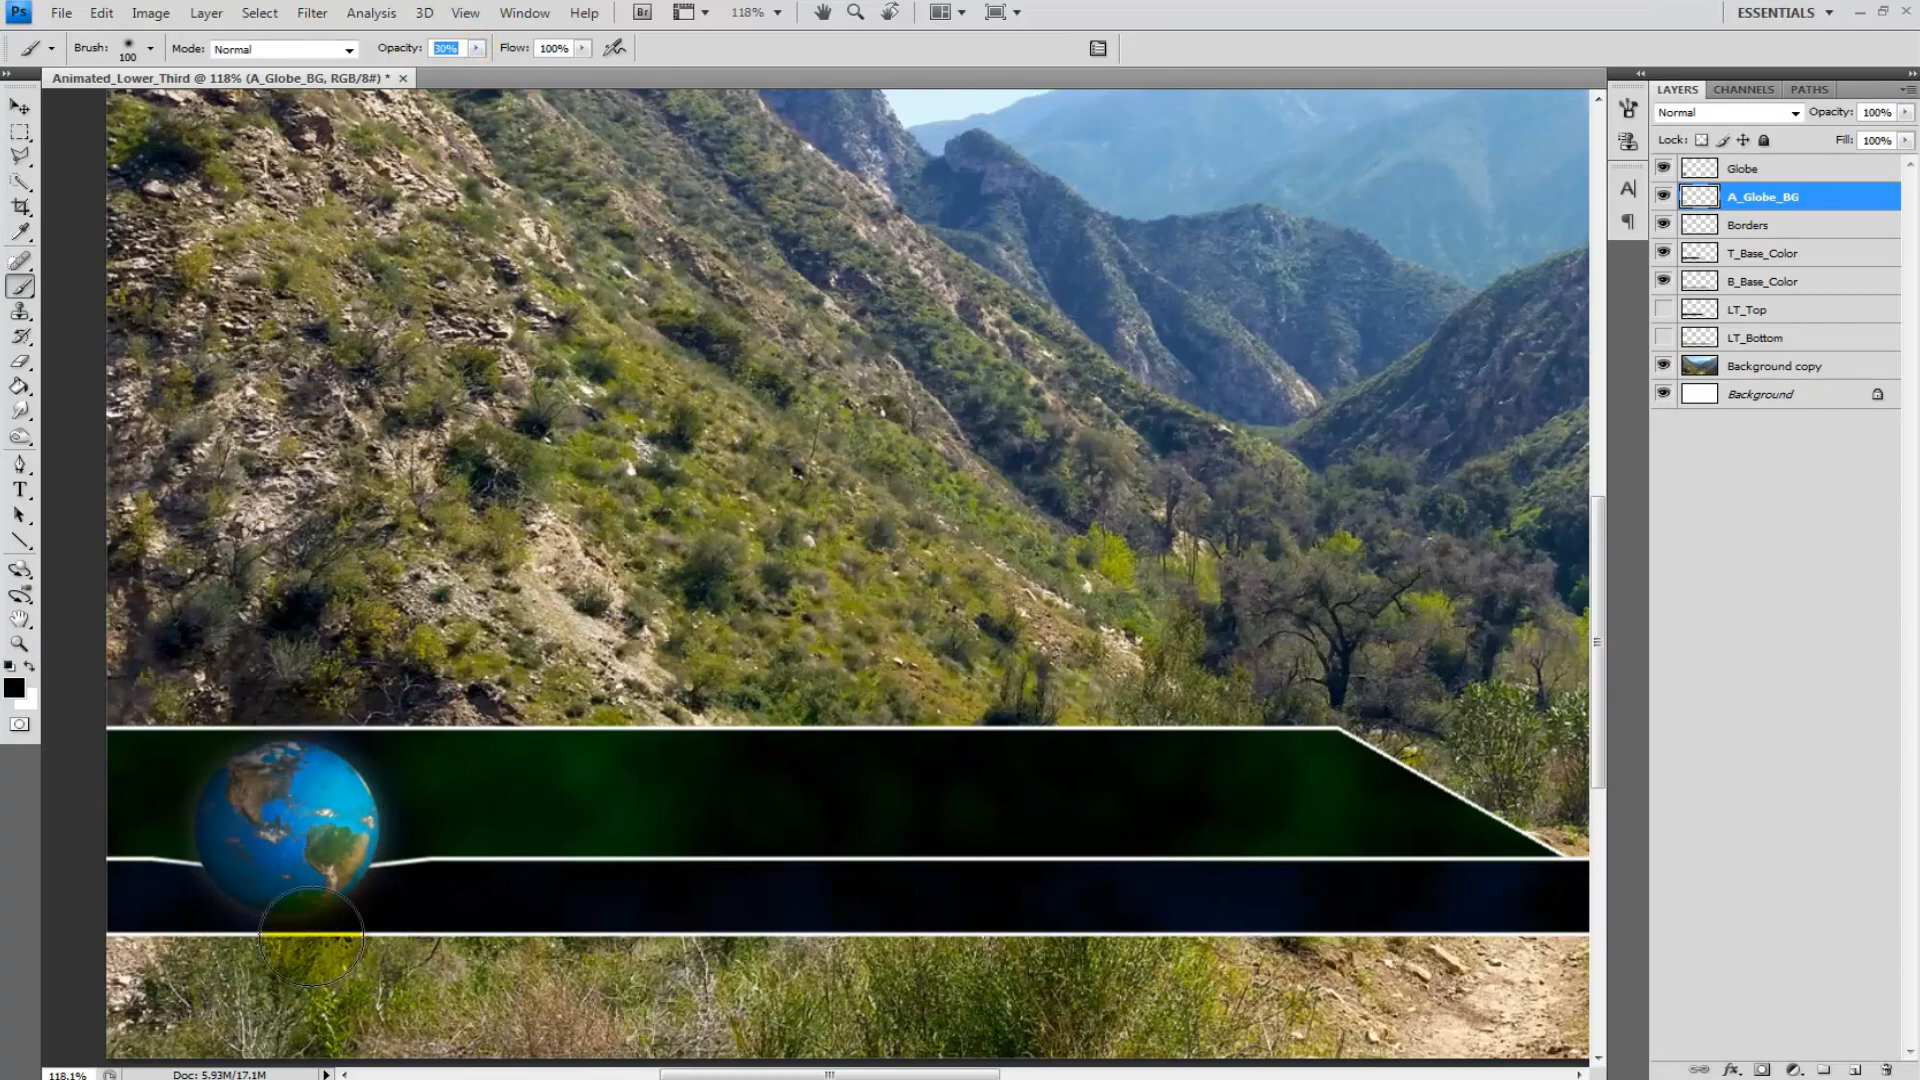 Ps File Edit Image Layer Select Filter Analysis 3D View Window Help Br 118% ESSENTIALS
Brush: 100 Mode: Normal Opacity: 30% Flow: 100%
Animated_Lower_Third @ 118% (A_Globe_BG, RGB/8#) *
LAYERS CHANNELS PATHS
Normal Opacity: 100%
Lock: Fill: 100%
Globe
A_Globe_BG
Borders
T_Base_Color
B_Base_Color
LT_Top
LT_Bottom
Background copy
Background
T
A
fx
118.1% Doc: 5.93M/17.1M